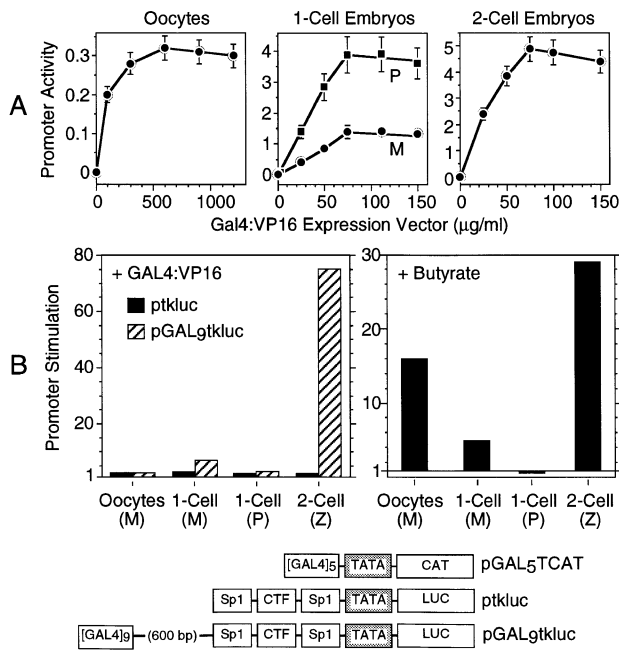 Oocytes 1-Cell Embryos 2-Cell Embryos
A
Promoter Activity
0.3
0.2
0.1
0
4
3
2
1
0
5
4
3
2
1
0
P
M
0 600 1200
0 50 100 150
0 50 100 150
Gal4:VP16 Expression Vector (µg/ml)
B
Promoter Stimulation
80
60
40
20
1
+ GAL4:VP16
ptkluc
pGAL9tkluc
30
20
10
1
+ Butyrate
Oocytes 1-Cell 1-Cell 2-Cell
(M) (M) (P) (Z)
Oocytes 1-Cell 1-Cell 2-Cell
(M) (M) (P) (Z)
[GAL4]5 TATA CAT pGAL5TCAT
Sp1 CTF Sp1 TATA LUC ptkluc
[GAL4]9 (600 bp) Sp1 CTF Sp1 TATA LUC pGAL9tkluc